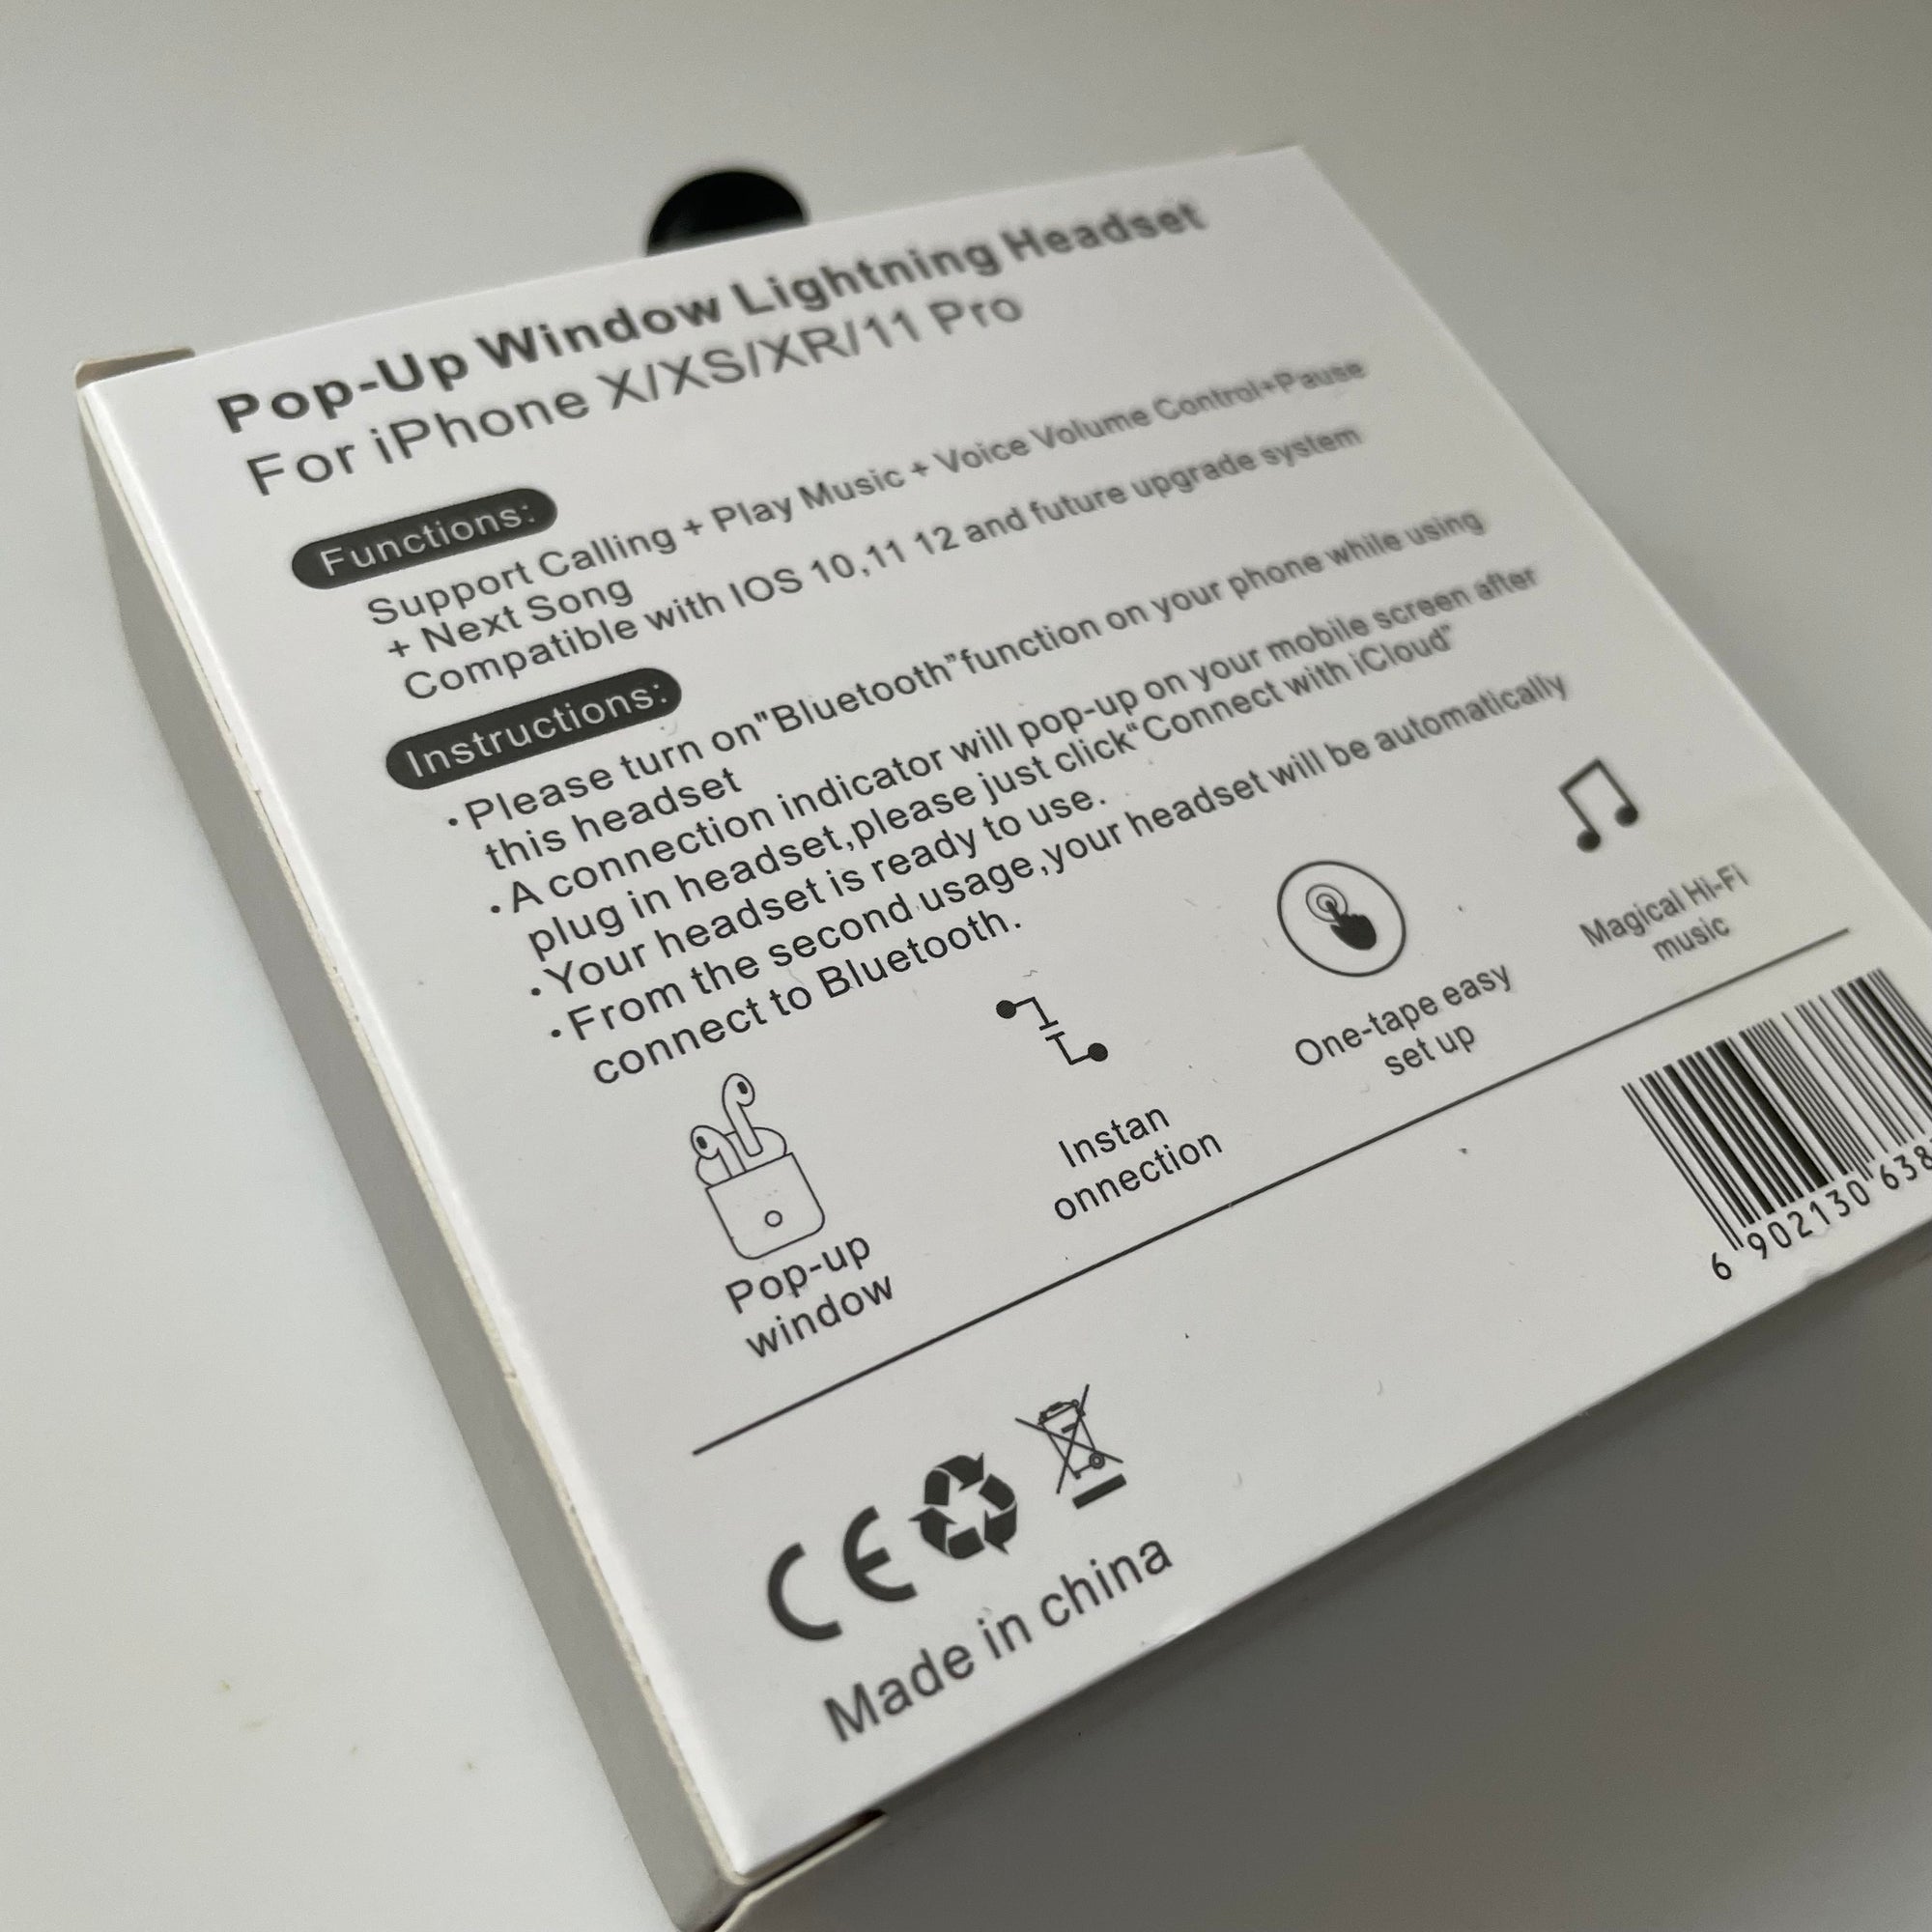 Pop-Up Window Lightning Headset
For iPhone X/XS/XR/11 Pro
Functions:
Support Calling + Play Music + Voice Volume Control+Pause
+ Next Song
Compatible with IOS 10,11 12 and future upgrade system
Instructions:
·Please turn on"Bluetooth”function on your phone while using
this headset
·A connection indicator will pop-up on your mobile screen after
plug in headset,please just click“Connect with iCloud”
·Your headset is ready to use.
·From the second usage,your headset will be automatically
connect to Bluetooth.
Pop-up
window
Instan
onnection
One-tape easy
set up
Magical Hi-Fi
music
6 902130 638
CE
Made in china